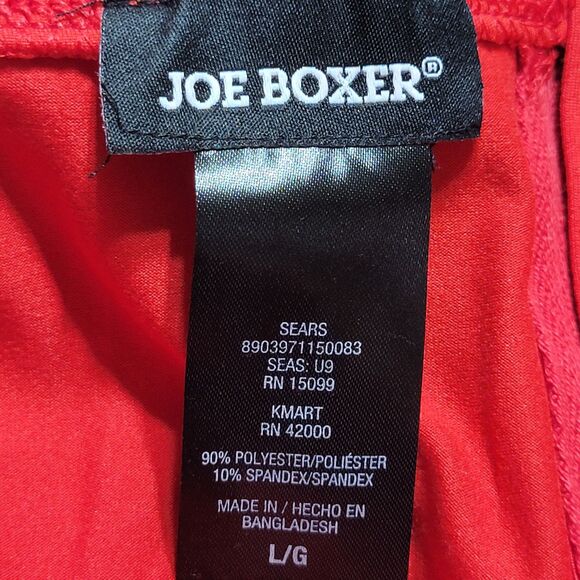 JOE BOXER®
SEARS
8903971150083
SEAS: U9
RN 15099
KMART
RN 42000
90% POLYESTER/POLIÉSTER
10% SPANDEX/SPANDEX
MADE IN / HECHO EN
BANGLADESH
L/G